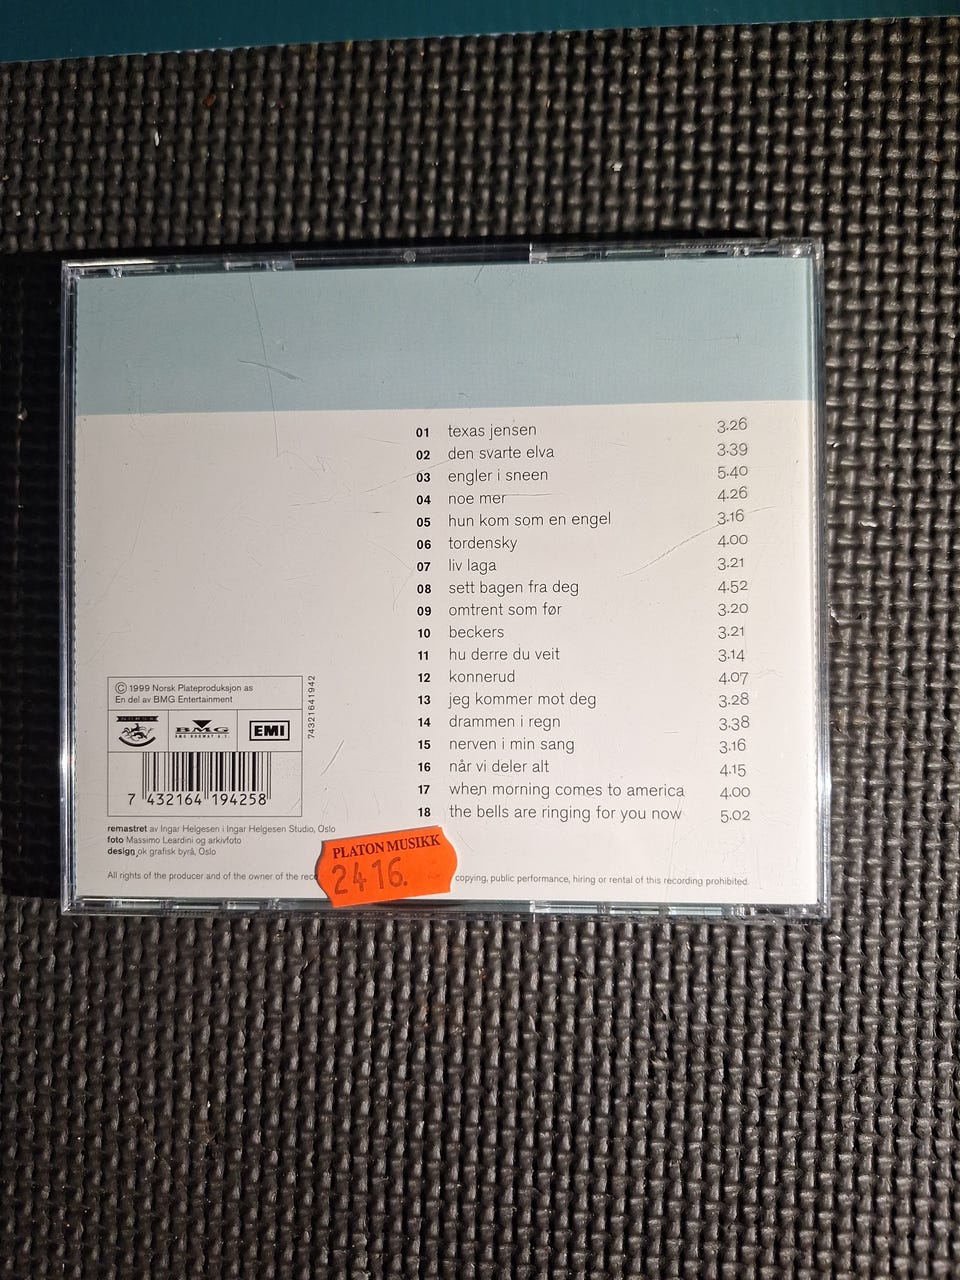 01 texas jensen 3.26
02 den svarte elva 3.39
03 engler i sneen 5.40
04 noe mer 4.26
05 hun kom som en engel 3.16
06 tordensky 4.00
07 liv laga 3.21
08 sett bagen fra deg 4.52
09 omtrent som før 3.20
10 beckers 3.21
11 hu derre du veit 3.14
12 konnerud 4.07
13 jeg kommer mot deg 3.28
14 drammen i regn 3.38
15 nerven i min sang 3.16
16 når vi deler alt 4.15
17 when morning comes to america 4.00
18 the bells are ringing for you now 5.02
© 1999 Norsk Plateproduksjon as
En del av BMG Entertainment
NORSK
BMG
BMG NORWAY A.S.
EMI
74321641942
7 432164 194258
remastret av Ingar Helgesen i Ingar Helgesen Studio, Oslo
foto Massimo Leardini og arkivfoto
design ok grafisk byrå, Oslo
PLATON MUSIKK
2416.
All rights of the producer and of the owner of the copying, public performance, hiring or rental of this recording prohibited.